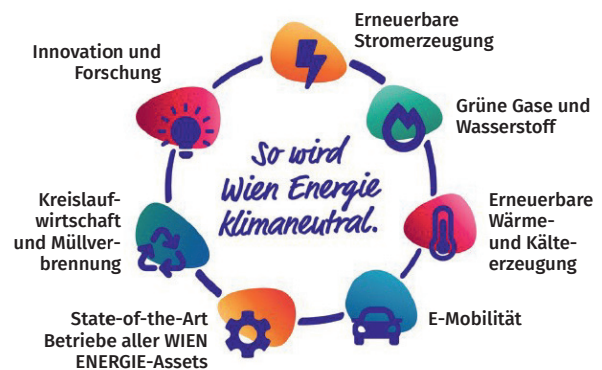 Erneuerbare
Stromerzeugung
Grüne Gase und
Wasserstoff
Erneuerbare
Wärme-
und Kälte-
erzeugung
E-Mobilität
State-of-the-Art
Betriebe aller WIEN
ENERGIE-Assets
Kreislauf-
wirtschaft
und Müllver-
brennung
Innovation und
Forschung
So wird
Wien Energie
klimaneutral.